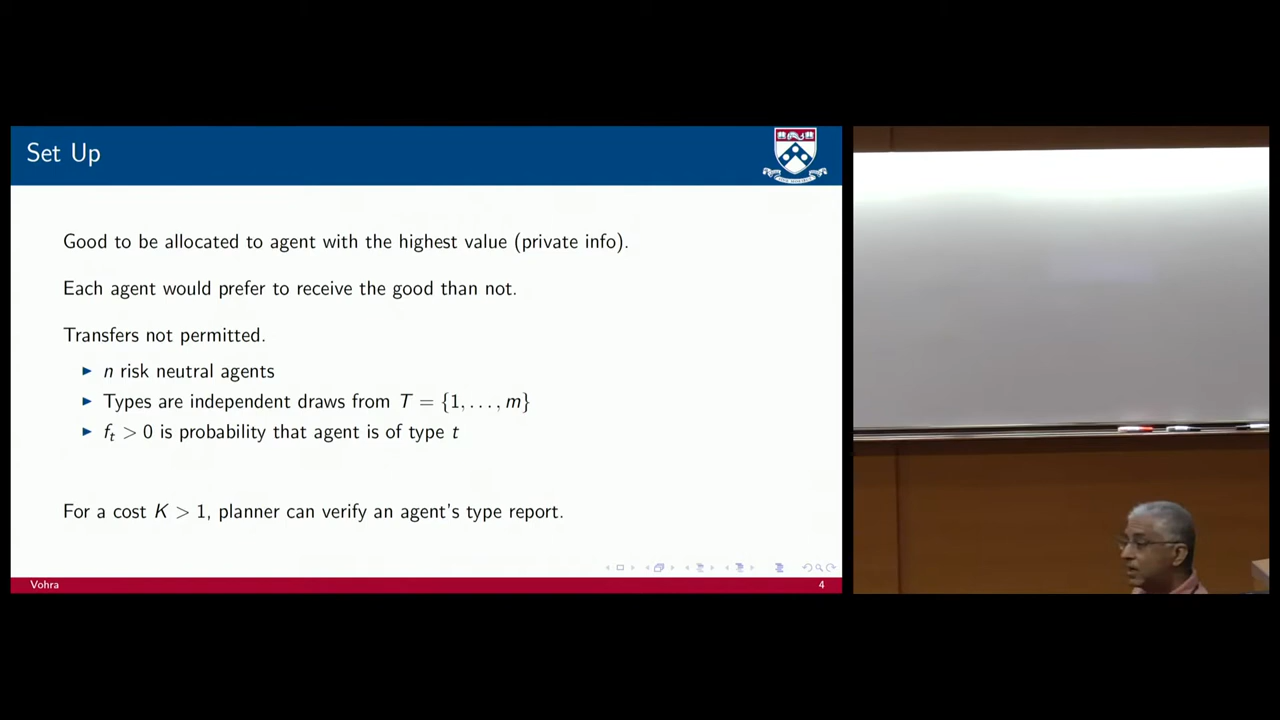 Set Up
Good to be allocated to agent with the highest value (private info).
Each agent would prefer to receive the good than not.
Transfers not permitted.
▶ n risk neutral agents
▶ Types are independent draws from T = {1, . . . , m}
▶ fₜ > 0 is probability that agent is of type t
For a cost K > 1, planner can verify an agent's type report.
Vohra
4